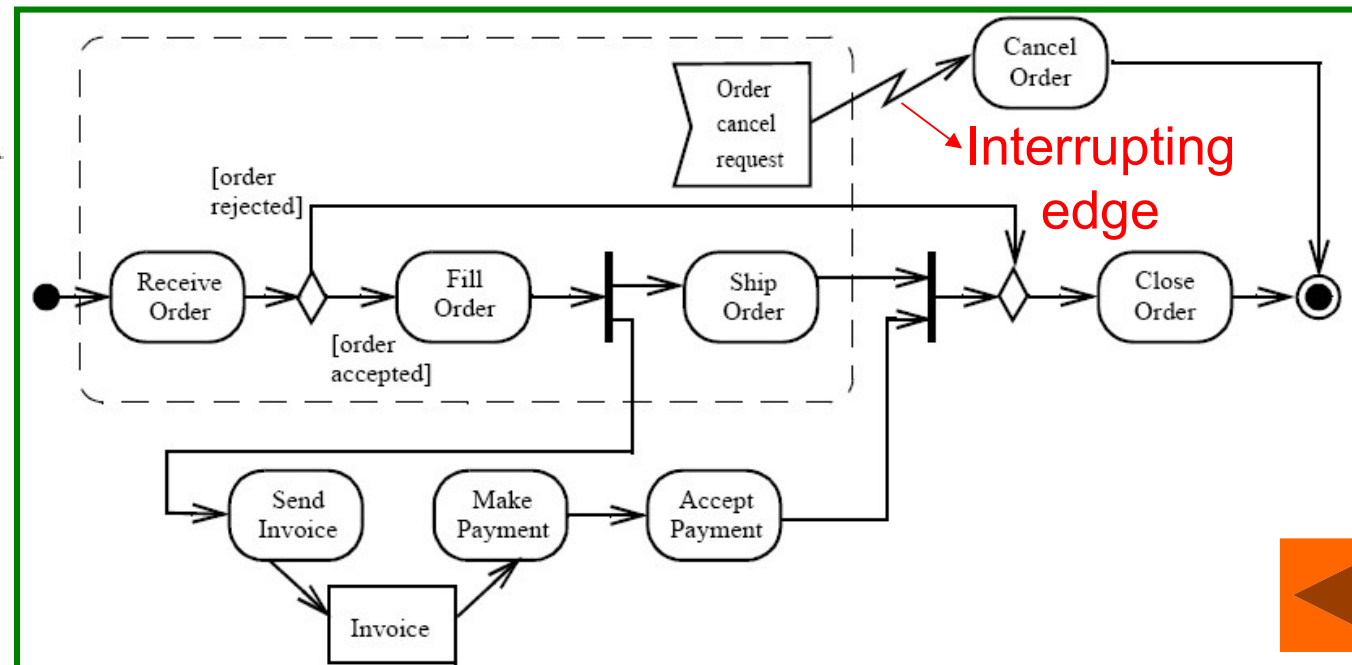 Cancel
Order
Order
cancel
request
Interrupting
edge
[order
rejected]
Receive
Order
Fill
Order
Ship
Order
Close
Order
[order
accepted]
Send
Invoice
Make
Payment
Accept
Payment
Invoice